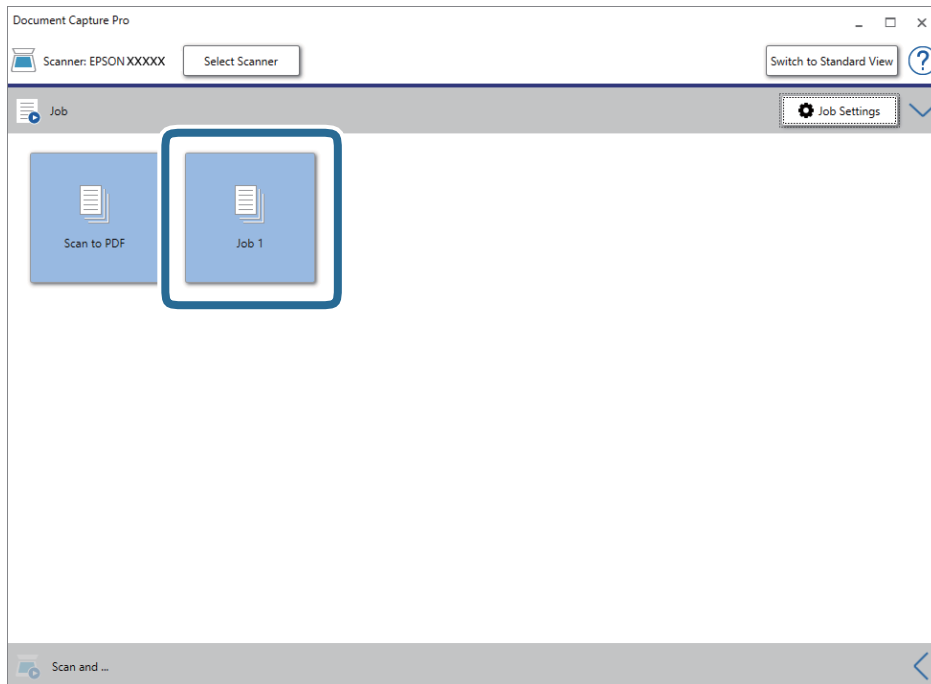 Document Capture Pro
Scanner: EPSON XXXXX
Select Scanner
Switch to Standard View
?
Job
Job Settings
Scan to PDF
Job 1
Scan and ...